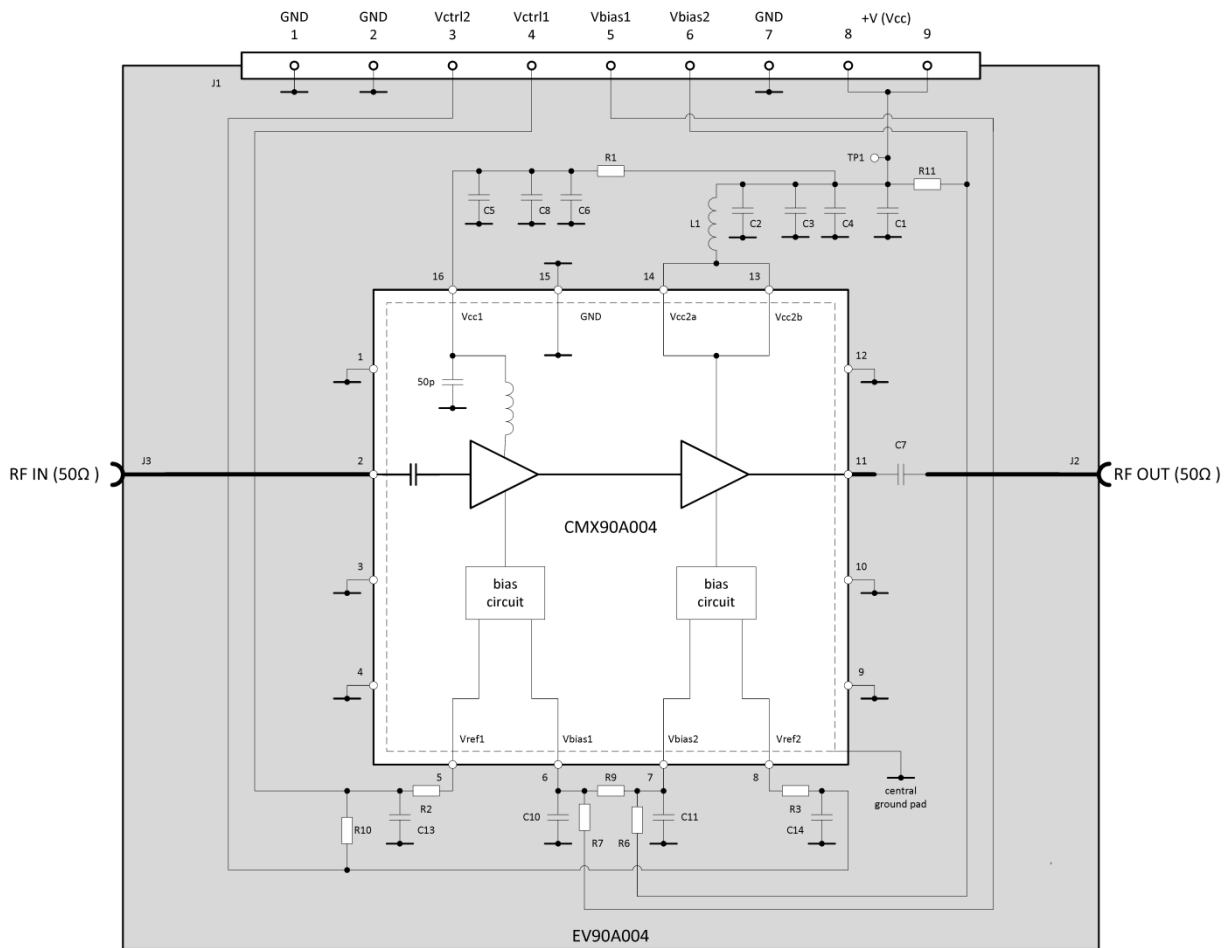 GND GND Vctrl2 Vctrl1 Vbias1 Vbias2 GND +V (Vcc)
1 2 3 4 5 6 7 8 9
J1
TP1
R1
R11
C5 C8 C6
L1 C2 C3 C4 C1
16 15 14 13
Vcc1 GND Vcc2a Vcc2b
1
12
50p
C7
RF IN (50Ω )
J3
2
11
J2
RF OUT (50Ω )
CMX90A004
3
10
bias
circuit
bias
circuit
4
9
Vref1 Vbias1 Vbias2 Vref2
5 6 7 8
R9
central
ground pad
R2
R3
R10
C13
C10
C11
C14
R7
R6
EV90A004